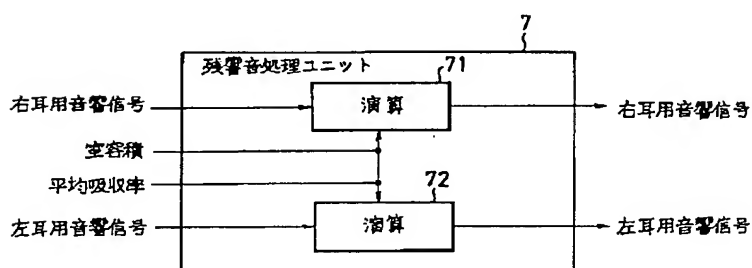 7
残響音処理ユニット
71
右耳用音響信号
演算
右耳用音響信号
室容積
平均吸収率
72
左耳用音響信号
演算
左耳用音響信号